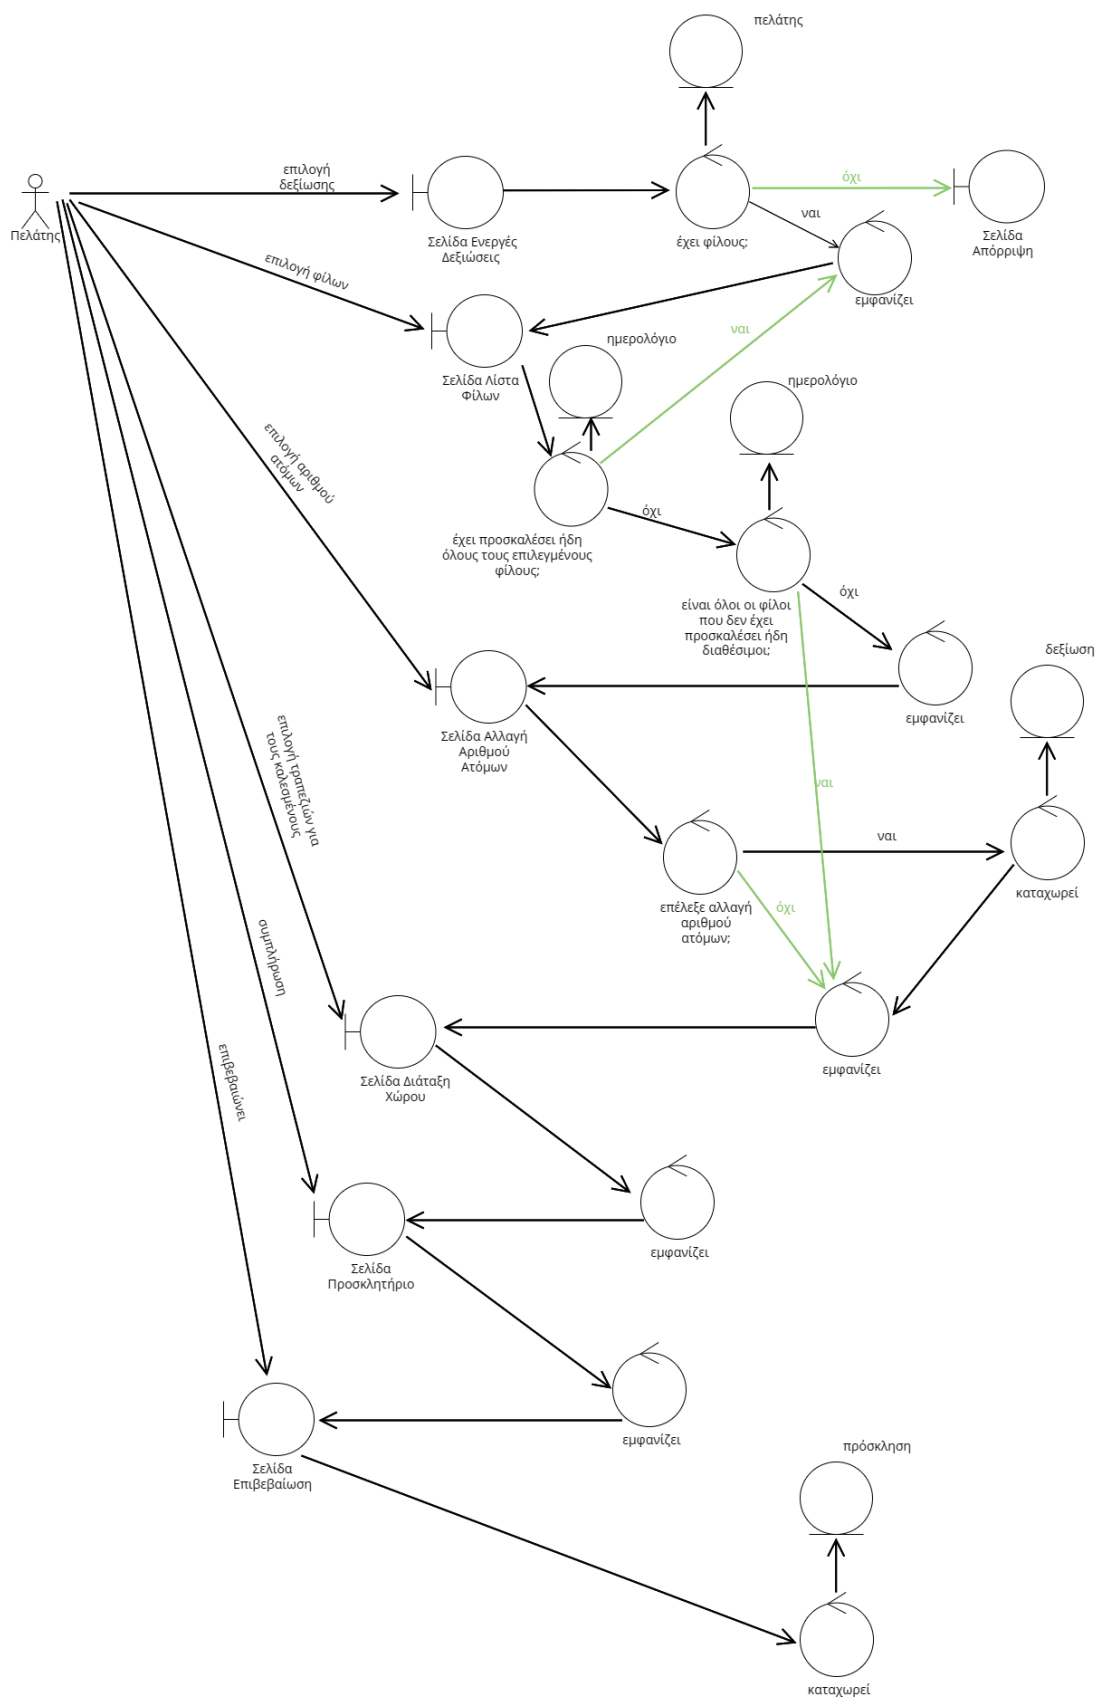 πελάτης
επιλογή
δεξίωσης
όχι
Πελάτης
Σελίδα Ενεργές
Δεξιώσεις
έχει φίλους;
ναι
Σελίδα
Απόρριψη
επιλογή φίλων
εμφανίζει
ναι
ημερολόγιο
Σελίδα Λίστα
Φίλων
ημερολόγιο
επιλογή αριθμού
ατόμων
όχι
έχει προσκαλέσει ήδη
όλους τους επιλεγμένους
φίλους;
όχι
είναι όλοι οι φίλοι
που δεν έχει
προσκαλέσει ήδη
διαθέσιμοι;
δεξίωση
εμφανίζει
Σελίδα Αλλαγή
Αριθμού
Ατόμων
επιλογή τραπεζιών για
τους καλεσμένους
ναι
ναι
καταχωρεί
επέλεξε αλλαγή
αριθμού
ατόμων;
όχι
συμπλήρωση
επιβεβαιώνει
Σελίδα Διάταξη
Χώρου
εμφανίζει
εμφανίζει
Σελίδα
Προσκλητήριο
εμφανίζει
Σελίδα
Επιβεβαίωση
πρόσκληση
καταχωρεί